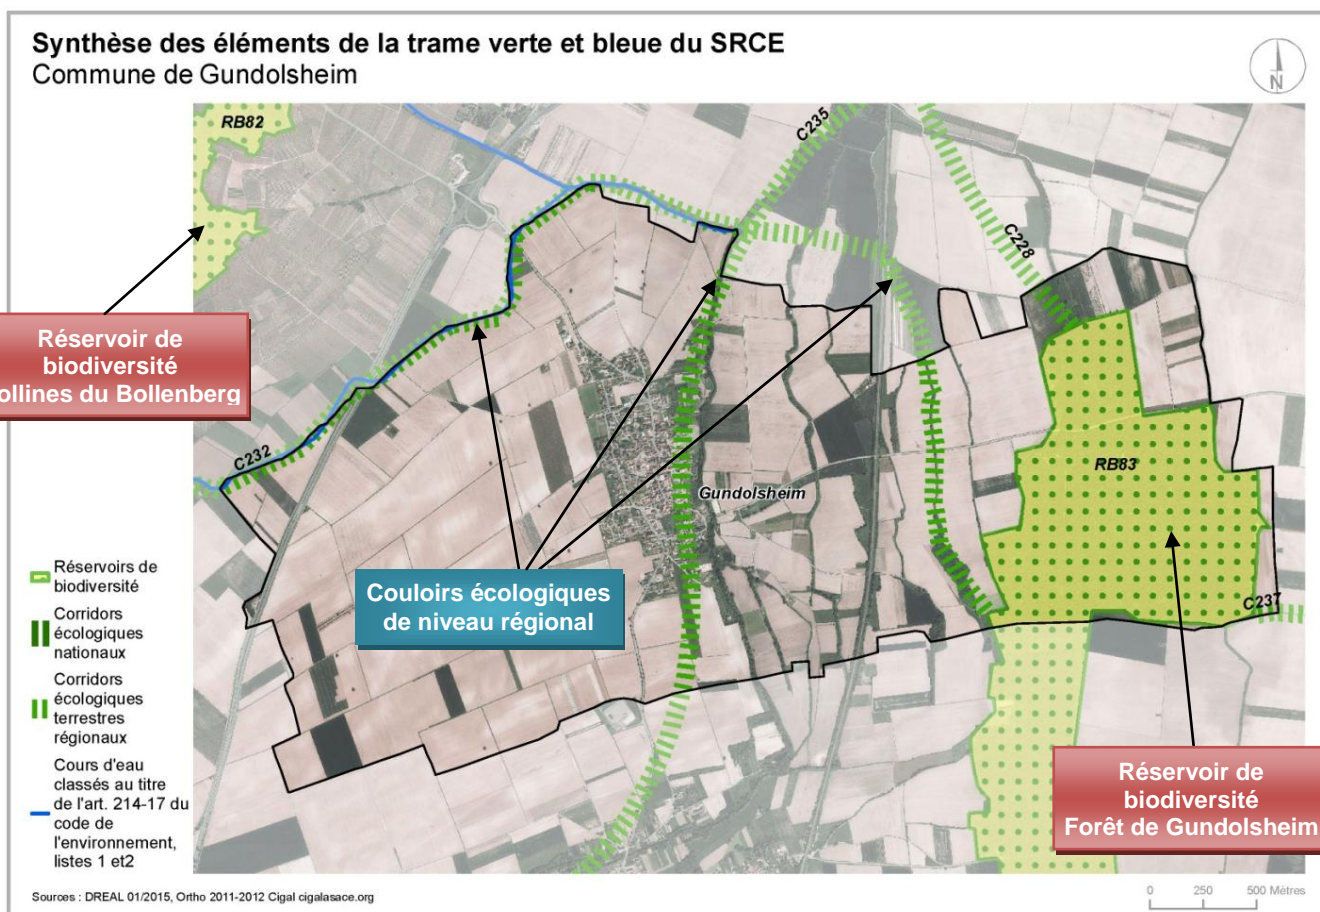 Synthèse des éléments de la trame verte et bleue du SRCE
Commune de Gundolsheim
N
RB82
C235
C228
Réservoir de
biodiversité
ollines du Bollenberg
C232
RB83
Gundolsheim
Couloirs écologiques
de niveau régional
C237
Réservoirs de
biodiversité
Corridors
écologiques
nationaux
Corridors
écologiques
terrestres
régionaux
Cours d'eau
classés au titre
de l'art. 214-17 du
code de
l'environnement,
listes 1 et2
Réservoir de
biodiversité
Forêt de Gundolsheim
Sources : DREAL 01/2015, Ortho 2011-2012 Cigal cigalasace.org
0 250 500 Mètres